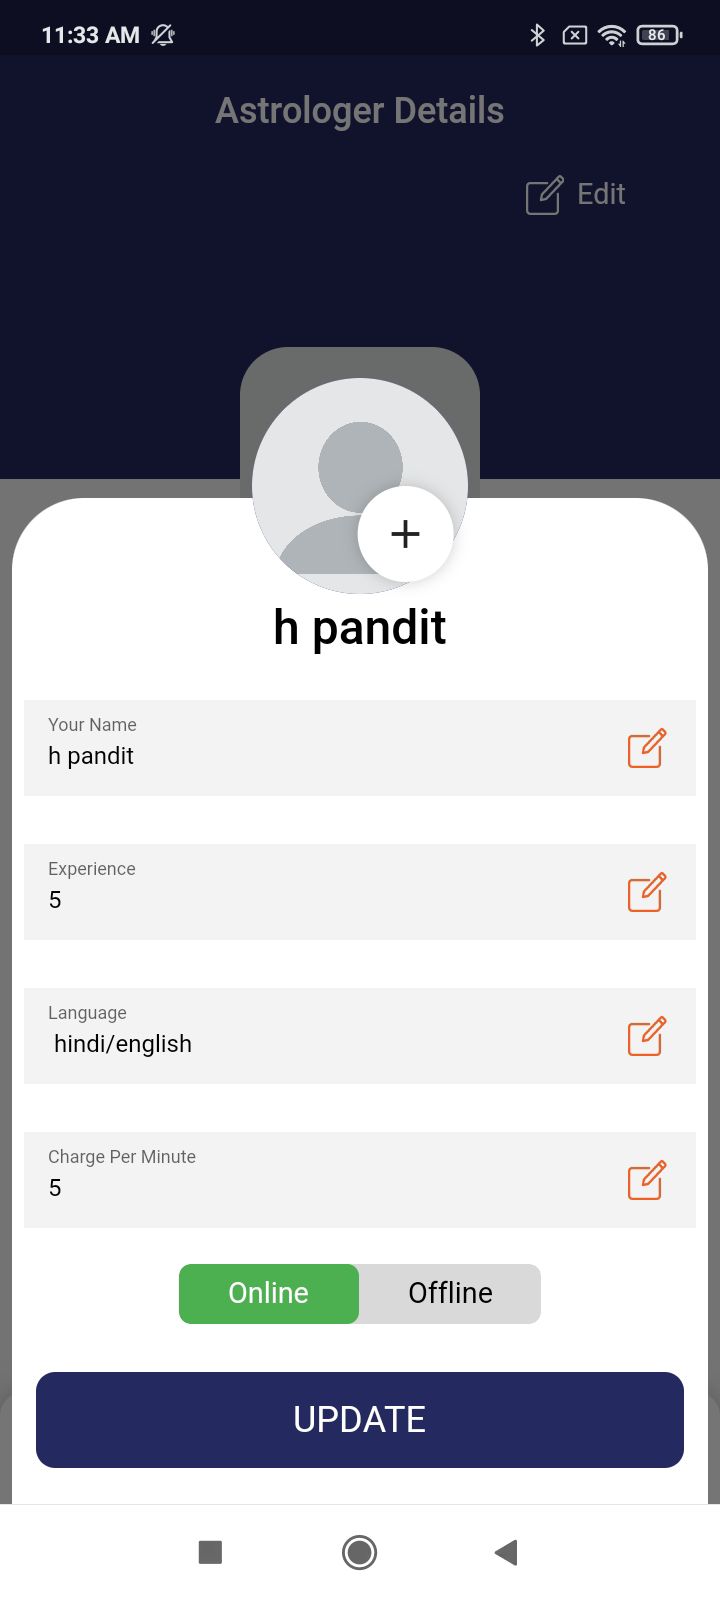 11:33 AM
86
Astrologer Details
Edit
h pandit
Your Name
h pandit
Experience
5
Language
hindi/english
Charge Per Minute
5
Online
Offline
UPDATE